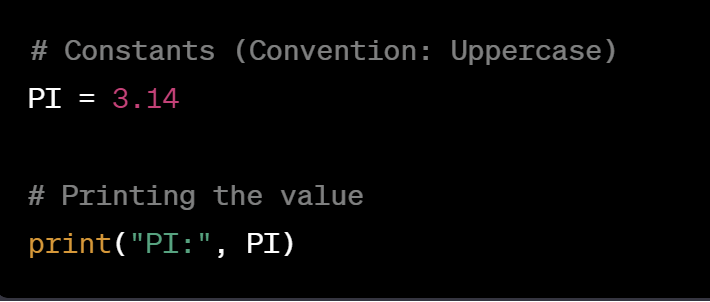 # Constants (Convention: Uppercase)
PI = 3.14
# Printing the value
print("PI:", PI)